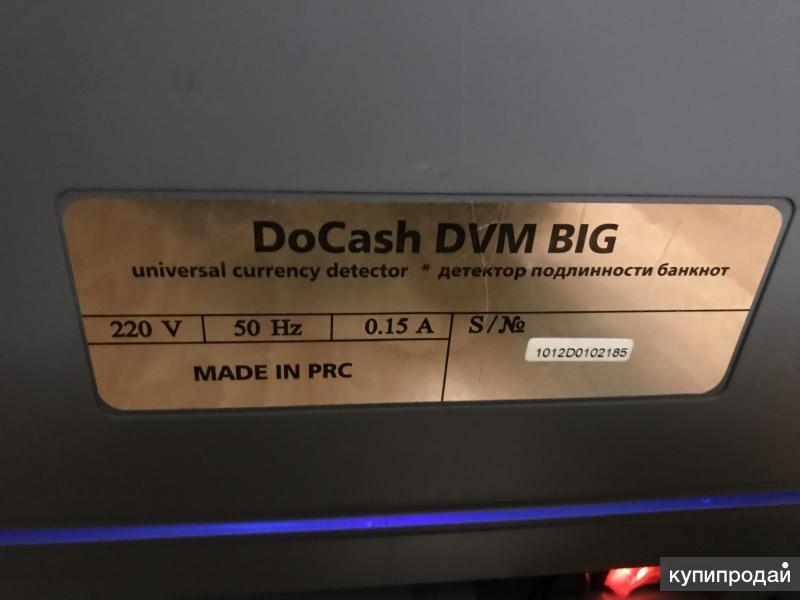 DoCash DVM BIG
universal currency detector * детектор подлинности банкнот
220 V 50 Hz 0.15 A S/№
1012D0102185
MADE IN PRC
купипродай